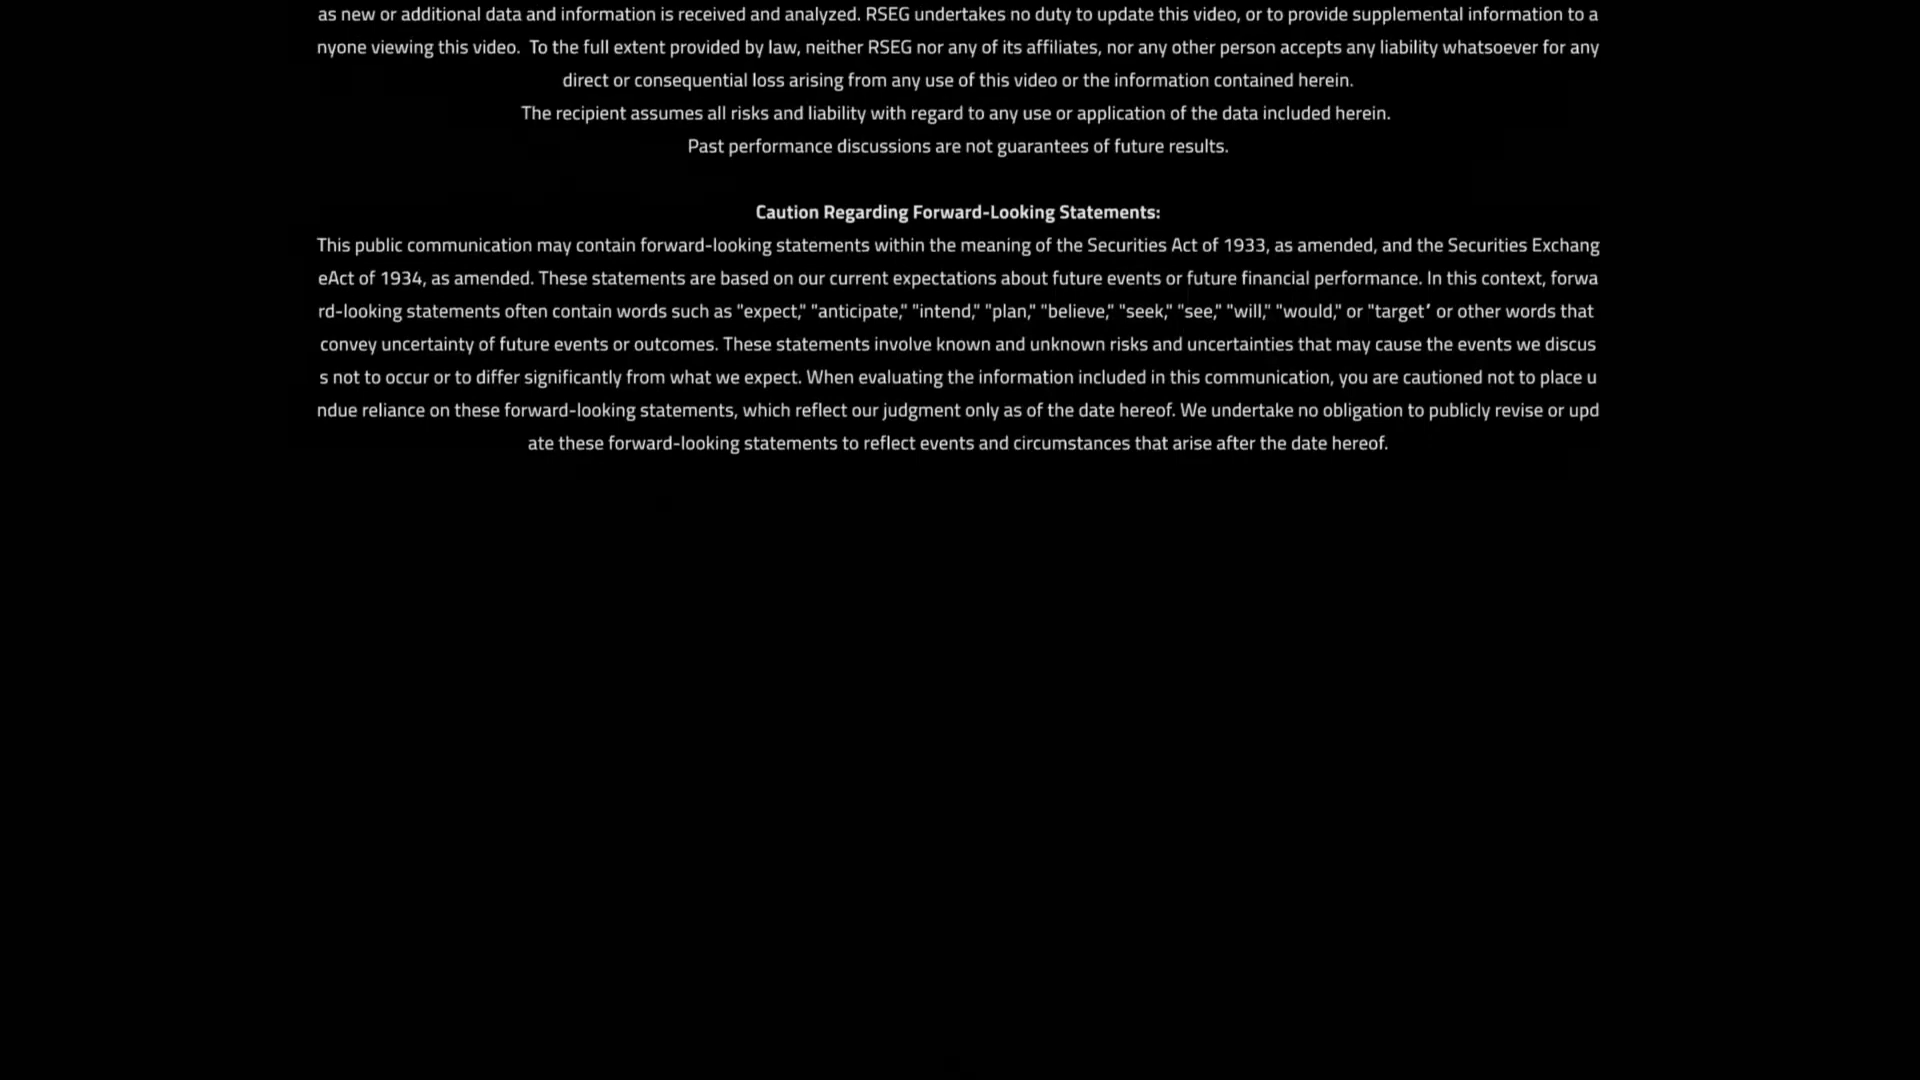 as new or additional data and information is received and analyzed. RSEG undertakes no duty to update this video, or to provide supplemental information to a
nyone viewing this video.  To the full extent provided by law, neither RSEG nor any of its affiliates, nor any other person accepts any liability whatsoever for any
direct or consequential loss arising from any use of this video or the information contained herein.
The recipient assumes all risks and liability with regard to any use or application of the data included herein.
Past performance discussions are not guarantees of future results.
Caution Regarding Forward-Looking Statements:
This public communication may contain forward-looking statements within the meaning of the Securities Act of 1933, as amended, and the Securities Exchang
eAct of 1934, as amended. These statements are based on our current expectations about future events or future financial performance. In this context, forwa
rd-looking statements often contain words such as "expect," "anticipate," "intend," "plan," "believe," "seek," "see," "will," "would," or "target' or other words that
convey uncertainty of future events or outcomes. These statements involve known and unknown risks and uncertainties that may cause the events we discus
s not to occur or to differ significantly from what we expect. When evaluating the information included in this communication, you are cautioned not to place u
ndue reliance on these forward-looking statements, which reflect our judgment only as of the date hereof. We undertake no obligation to publicly revise or upd
ate these forward-looking statements to reflect events and circumstances that arise after the date hereof.